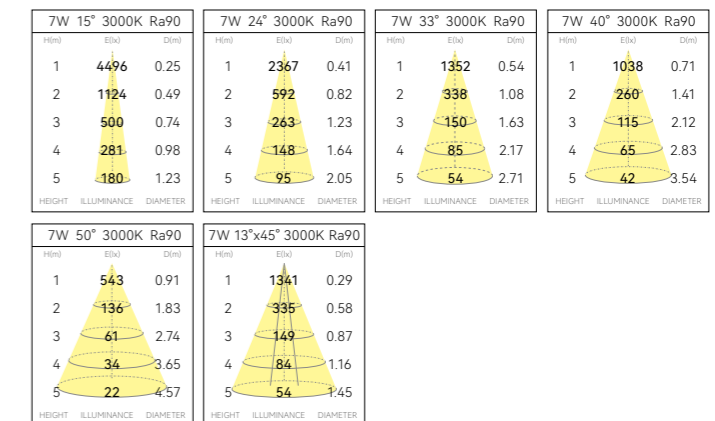 7W 15° 3000K Ra90
H(m) E(lx) D(m)
1 4496 0.25
2 1124 0.49
3 500 0.74
4 281 0.98
5 180 1.23
HEIGHT ILLUMINANCE DIAMETER
7W 24° 3000K Ra90
H(m) E(lx) D(m)
1 2367 0.41
2 592 0.82
3 263 1.23
4 148 1.64
5 95 2.05
HEIGHT ILLUMINANCE DIAMETER
7W 33° 3000K Ra90
H(m) E(lx) D(m)
1 1352 0.54
2 338 1.08
3 150 1.63
4 85 2.17
5 54 2.71
HEIGHT ILLUMINANCE DIAMETER
7W 40° 3000K Ra90
H(m) E(lx) D(m)
1 1038 0.71
2 260 1.41
3 115 2.12
4 65 2.83
5 42 3.54
HEIGHT ILLUMINANCE DIAMETER
7W 50° 3000K Ra90
H(m) E(lx) D(m)
1 543 0.91
2 136 1.83
3 61 2.74
4 34 3.65
5 22 4.57
HEIGHT ILLUMINANCE DIAMETER
7W 13°x45° 3000K Ra90
H(m) E(lx) D(m)
1 1341 0.29
2 335 0.58
3 149 0.87
4 84 1.16
5 54 1.45
HEIGHT ILLUMINANCE DIAMETER